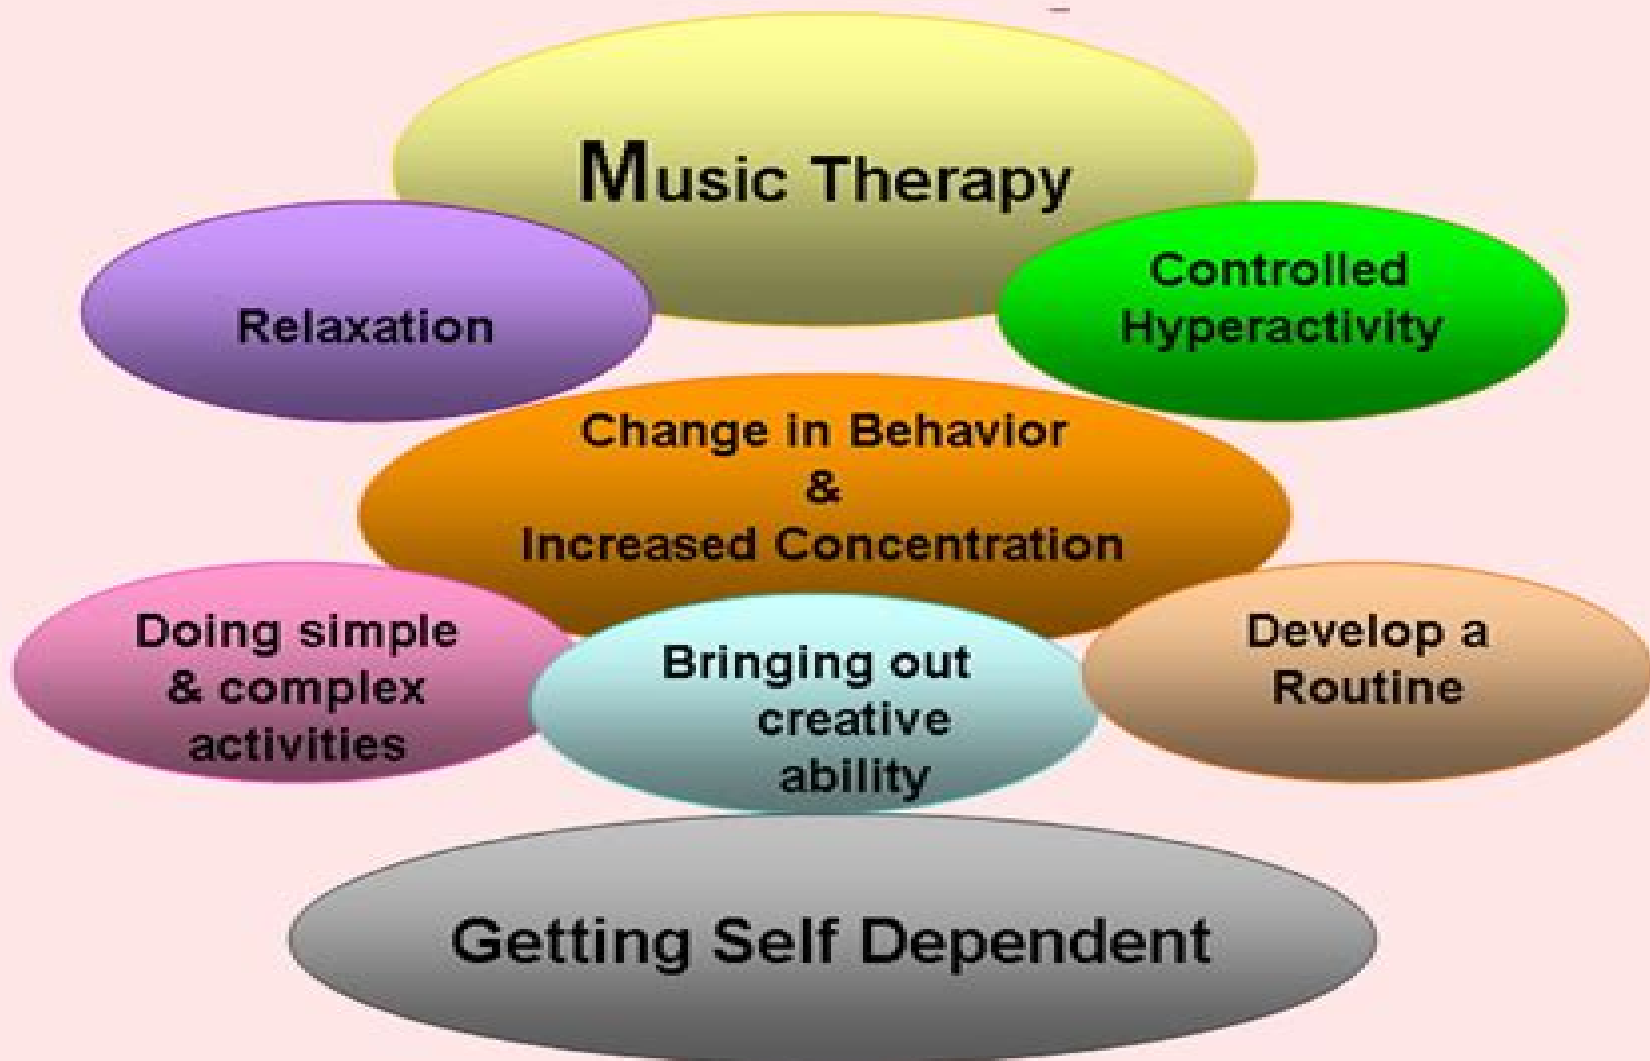 Music Therapy
Relaxation
Controlled
Hyperactivity
Change in Behavior
&
Increased Concentration
Doing simple
& complex
activities
Bringing out
creative
ability
Develop a
Routine
Getting Self Dependent